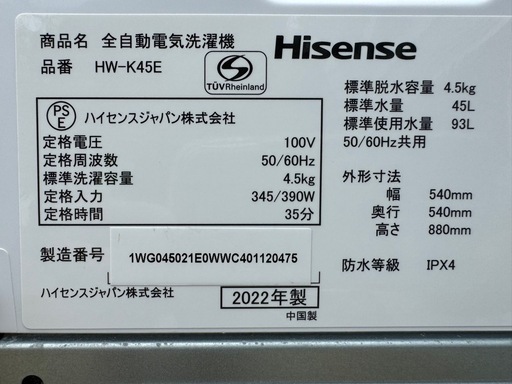 商品名 全自動電気洗濯機
品番 HW-K45E
TÜVRheinland
Hisense
PS
E
ハイセンスジャパン株式会社
定格電圧 100V
定格周波数 50/60Hz
標準洗濯容量 4.5kg
定格入力 345/390W
定格時間 35分
標準脱水容量 4.5kg
標準水量 45L
標準使用水量 93L
50/60Hz共用
外形寸法
幅 540mm
奥行 540mm
高さ 880mm
防水等級 IPX4
製造番号 1WG045021E0WWC401120475
ハイセンスジャパン株式会社 2022年製
中国製